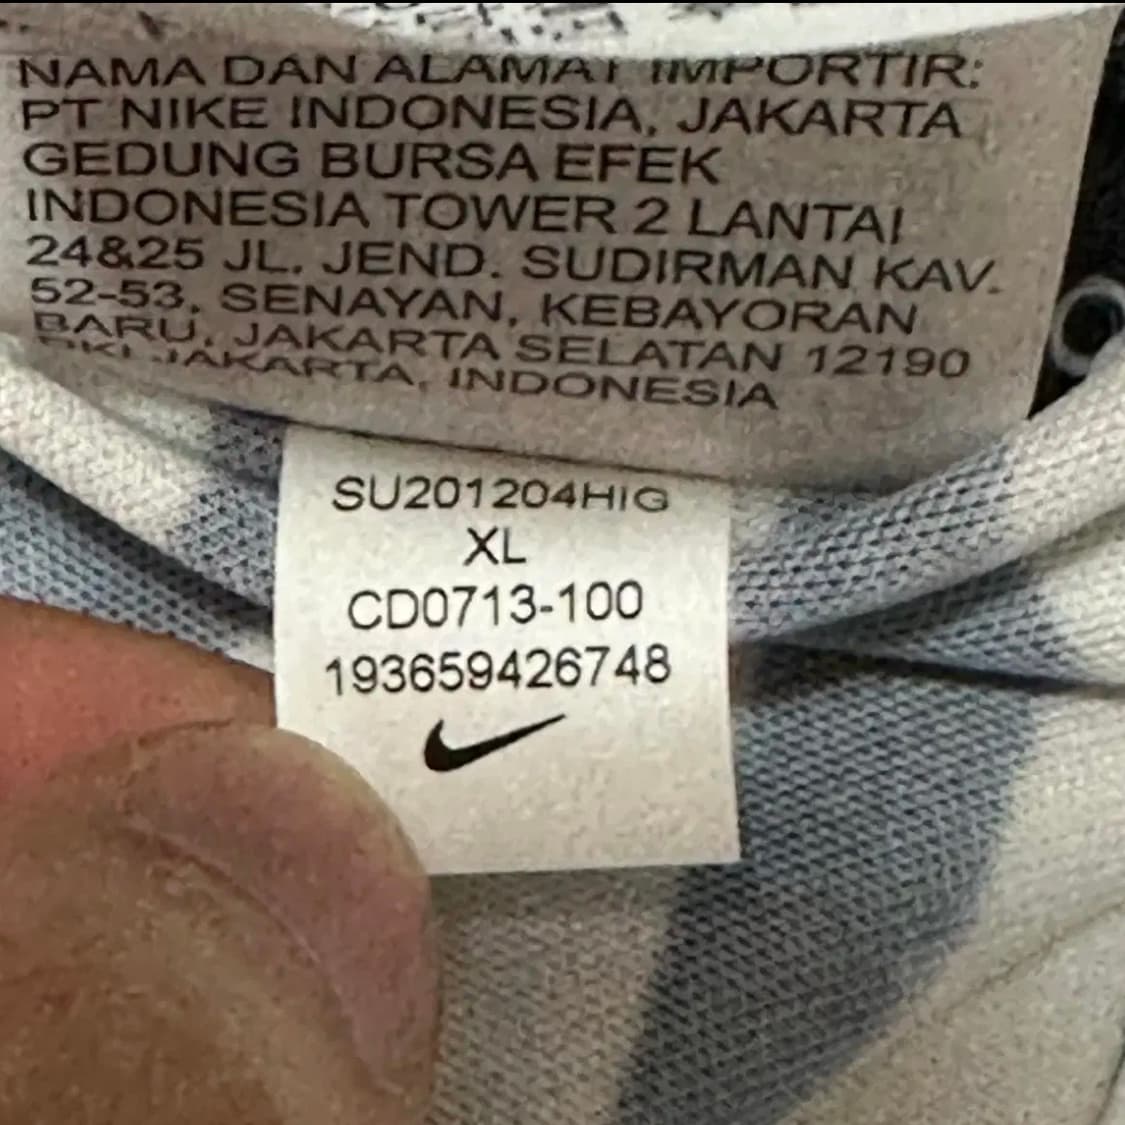 NAMA DAN ALAMAT IMPORTIR:
PT NIKE INDONESIA, JAKARTA
GEDUNG BURSA EFEK
INDONESIA TOWER 2 LANTAI
24&25 JL. JEND. SUDIRMAN KAV.
52-53, SENAYAN, KEBAYORAN
BARU, JAKARTA SELATAN 12190
DKI JAKARTA, INDONESIA
SU201204HIG
XL
CD0713-100
193659426748